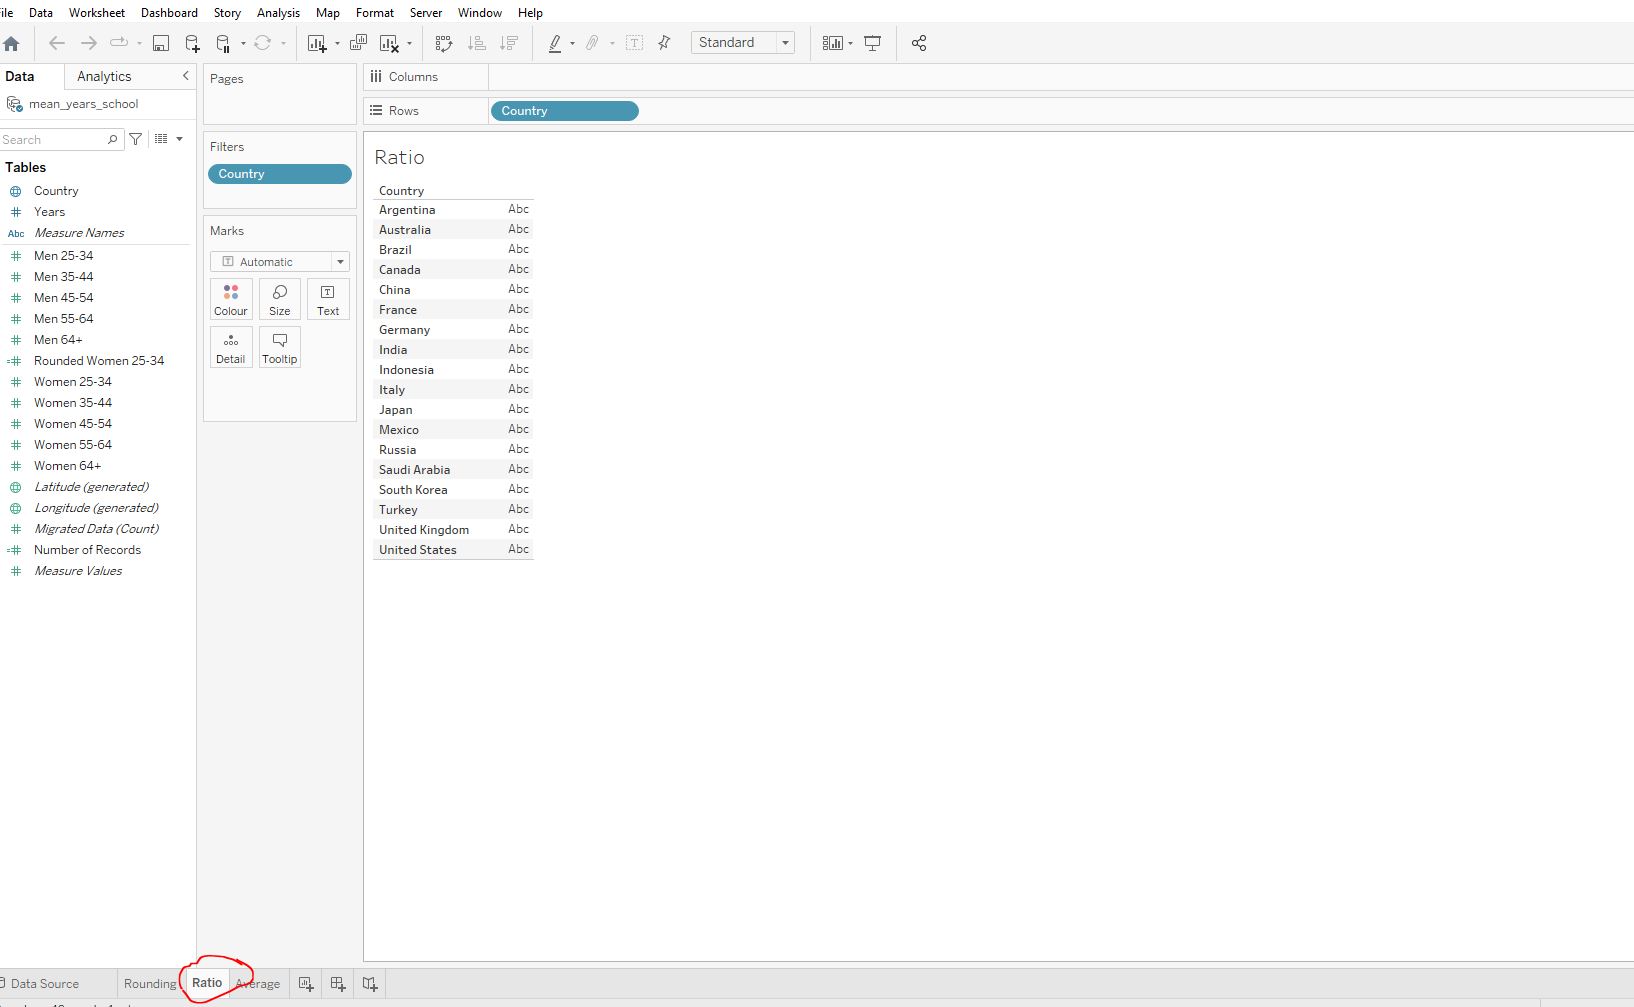 ile Data Worksheet Dashboard Story Analysis Map Format Server Window Help
Standard
Data Analytics
mean_years_school
Search
Tables
Country
Years
Abc Measure Names
Men 25-34
Men 35-44
Men 45-54
Men 55-64
Men 64+
Rounded Women 25-34
Women 25-34
Women 35-44
Women 45-54
Women 55-64
Women 64+
Latitude (generated)
Longitude (generated)
Migrated Data (Count)
Number of Records
Measure Values
Pages
Filters
Country
Marks
Automatic
Colour Size Text
Detail Tooltip
Columns
Rows Country
Ratio
Country
Argentina Abc
Australia Abc
Brazil Abc
Canada Abc
China Abc
France Abc
Germany Abc
India Abc
Indonesia Abc
Italy Abc
Japan Abc
Mexico Abc
Russia Abc
Saudi Arabia Abc
South Korea Abc
Turkey Abc
United Kingdom Abc
United States Abc
Data Source Rounding Ratio Average